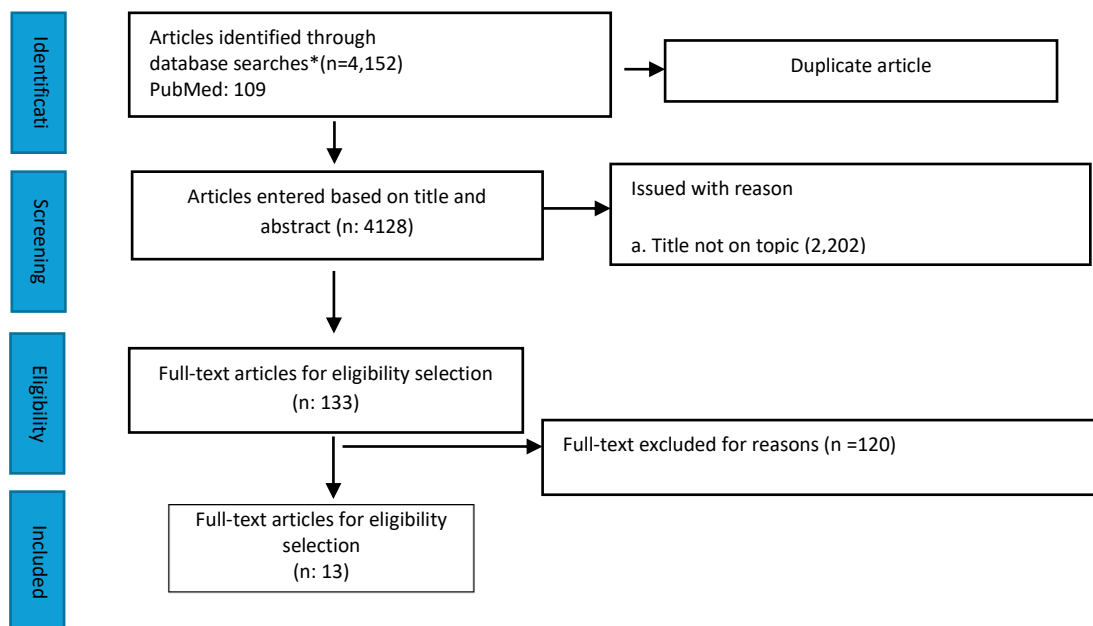 Identificati
Articles identified through
database searches*(n=4,152)
PubMed: 109
Duplicate article
Screening
Articles entered based on title and
abstract (n: 4128)
Issued with reason
a. Title not on topic (2,202)
Eligibility
Full-text articles for eligibility selection
(n: 133)
Full-text excluded for reasons (n =120)
Included
Full-text articles for eligibility
selection
(n: 13)